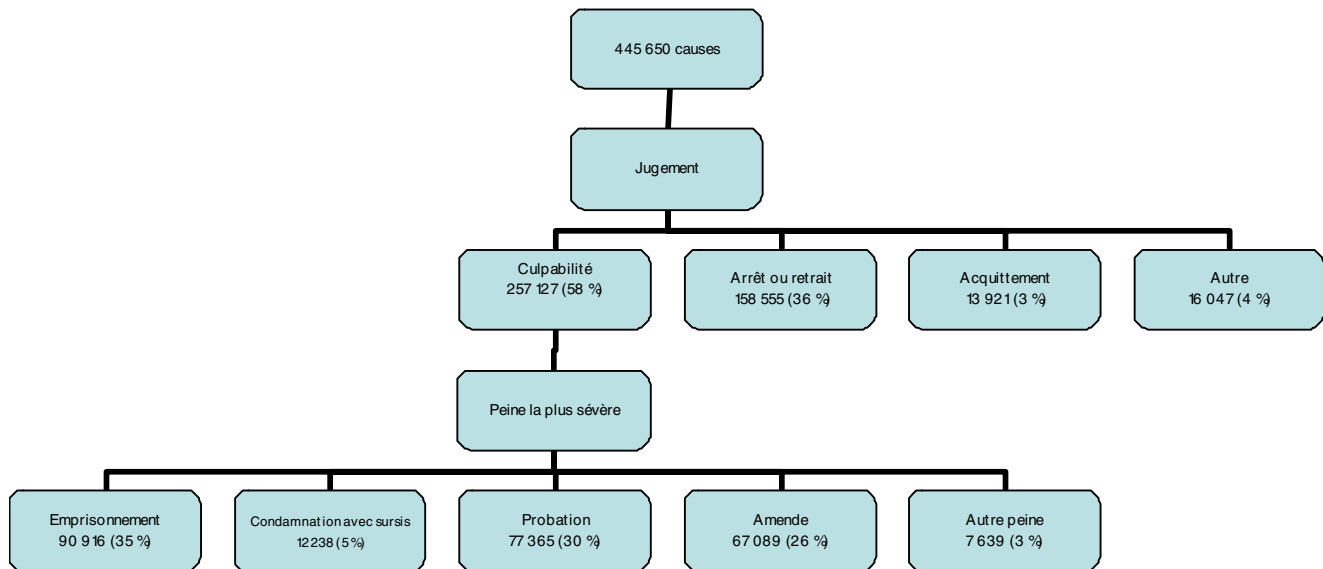 445 650 causes
Jugement
Culpabilité
257 127 (58 %)
Arrêt ou retrait
158 555 (36 %)
Acquittement
13 921 (3 %)
Autre
16 047 (4 %)
Peine la plus sévère
Emprisonnement
90 916 (35 %)
Condamnation avec sursis
12238 (5 %)
Probation
77 365 (30 %)
Amende
67 089 (26 %)
Autre peine
7 639 (3 %)